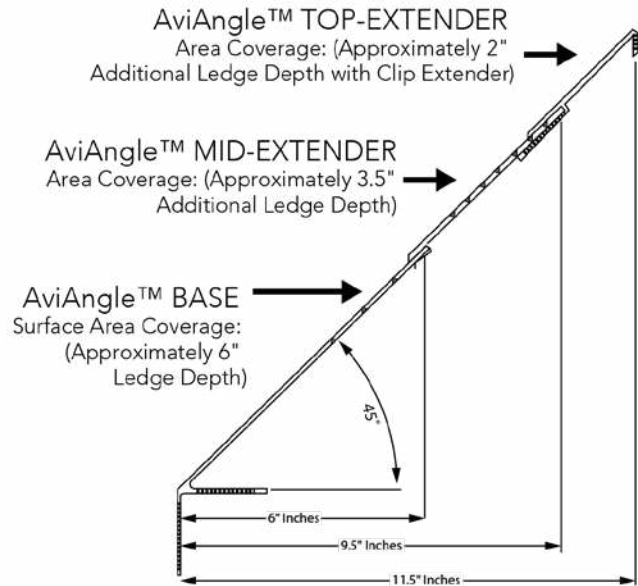 AviAngle™ TOP-EXTENDER
Area Coverage: (Approximately 2"
Additional Ledge Depth with Clip Extender)
AviAngle™ MID-EXTENDER
Area Coverage: (Approximately 3.5"
Additional Ledge Depth)
AviAngle™ BASE
Surface Area Coverage:
(Approximately 6"
Ledge Depth)
45°
6" Inches
9.5" Inches
11.5" Inches